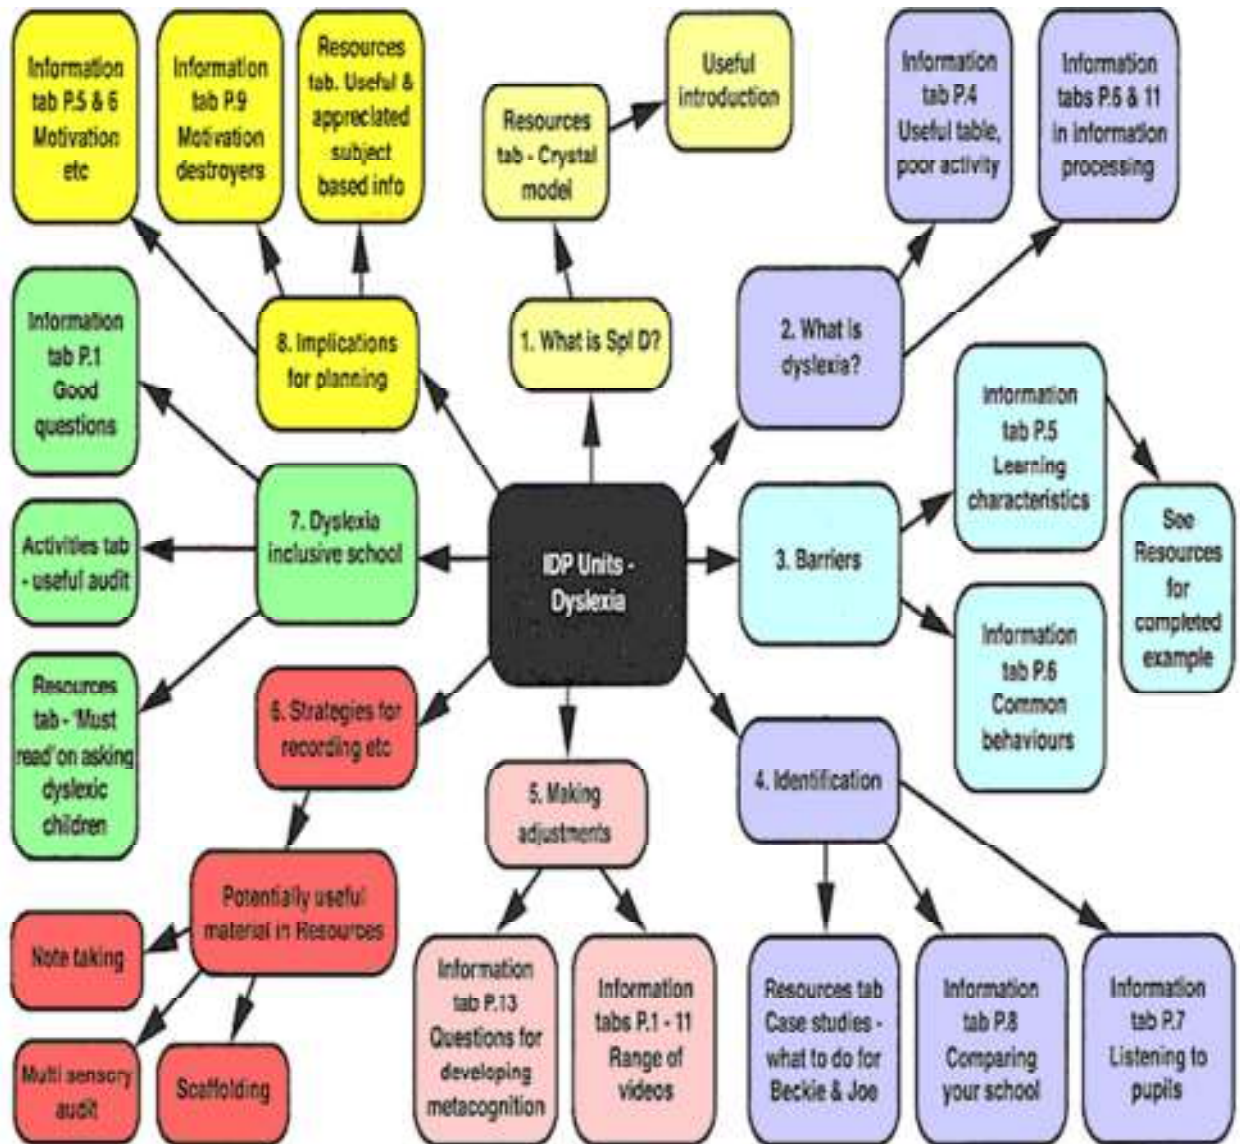 Information
tab P.5 & 6
Motivation
etc
Information
tab P.9
Motivation
destroyers
Resources
tab. Useful &
appreciated
subject
based info
Resources
tab - Crystal
model
Useful
introduction
Information
tab P.4
Useful table,
poor activity
Information
tabs P.6 & 11
in information
processing
8. Implications
for planning
1. What is Spl D?
2. What is
dyslexia?
Information
tab P.1
Good
questions
Information
tab P.5
Learning
characteristics
7. Dyslexia
inclusive school
IDP Units -
Dyslexia
3. Barriers
See
Resources
for
completed
example
Activities tab
- useful audit
Information
tab P.6
Common
behaviours
Resources
tab - 'Must
read' on asking
dyslexic
children
6. Strategies for
recording etc
5. Making
adjustments
4. Identification
Potentially useful
material in Resources
Note taking
Multi sensory
audit
Scaffolding
Information
tab P.13
Questions for
developing
metacognition
Information
tabs P.1 - 11
Range of
videos
Resources tab
Case studies -
what to do for
Beckie & Joe
Information
tab P.8
Comparing
your school
Information
tab P.7
Listening to
pupils